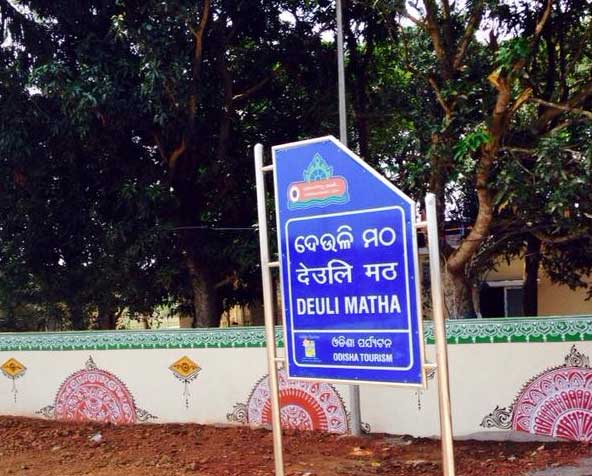 ଦେଉଳି ମଠ
देउलि मठ
DEULI MATHA
ଓଡ଼ିଶା ପର୍ଯ୍ୟଟନ
ODISHA TOURISM